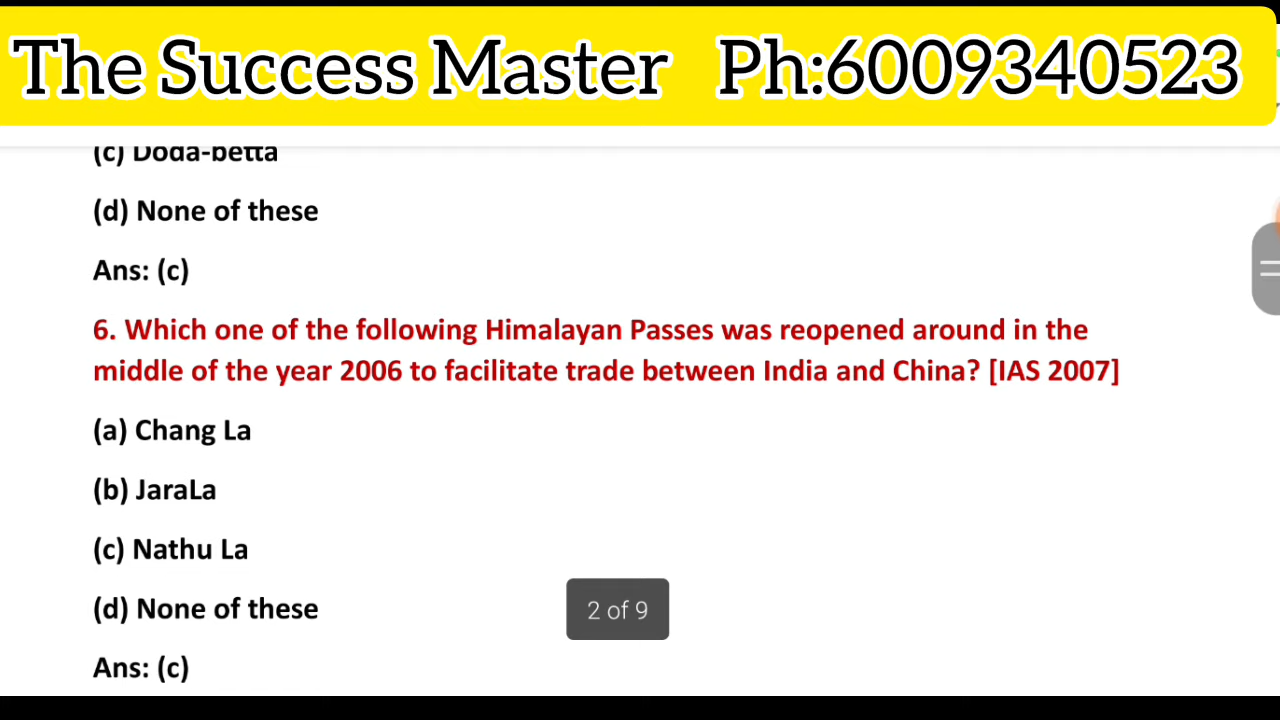 The Success Master Ph:6009340523
(c) Doda-betta
(d) None of these
Ans: (c)
6. Which one of the following Himalayan Passes was reopened around in the
middle of the year 2006 to facilitate trade between India and China? [IAS 2007]
(a) Chang La
(b) JaraLa
(c) Nathu La
(d) None of these
2 of 9
Ans: (c)